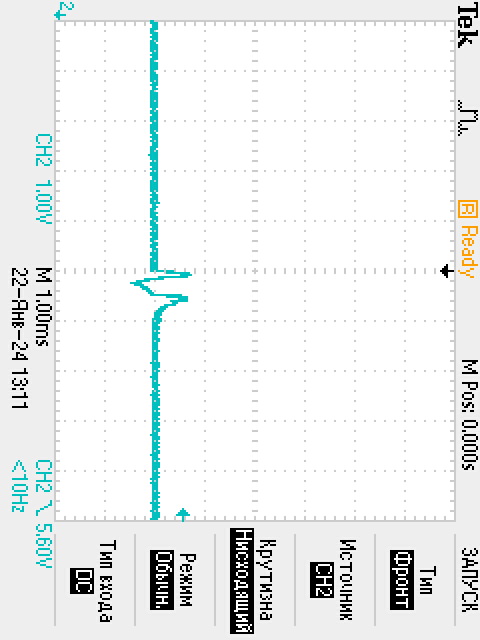 Tek
R Ready
M Pos: 0.000s
ЗАПУСК
Тип
Фронт
Источник
CH2
Крутизна
Нисходящий
Режим
Обычн.
Тип входа
DC
2
CH2 1.00V
M 1.00ms
CH2 \ 5.60V
22-Янв-24 13:11
<10Hz